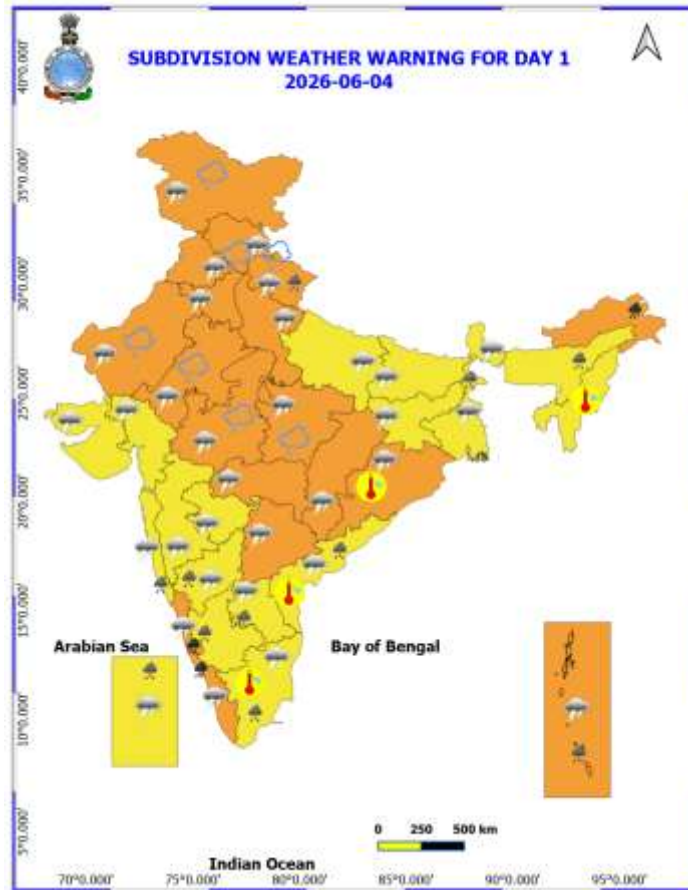 SUBDIVISION WEATHER WARNING FOR DAY 1
2026-06-04
40°0.000'
35°0.000'
30°0.000'
25°0.000'
20°0.000'
15°0.000'
10°0.000'
5°0.000'
Arabian Sea
Bay of Bengal
0 250 500 km
Indian Ocean
70°0.000' 75°0.000' 80°0.000' 85°0.000' 90°0.000' 95°0.000'